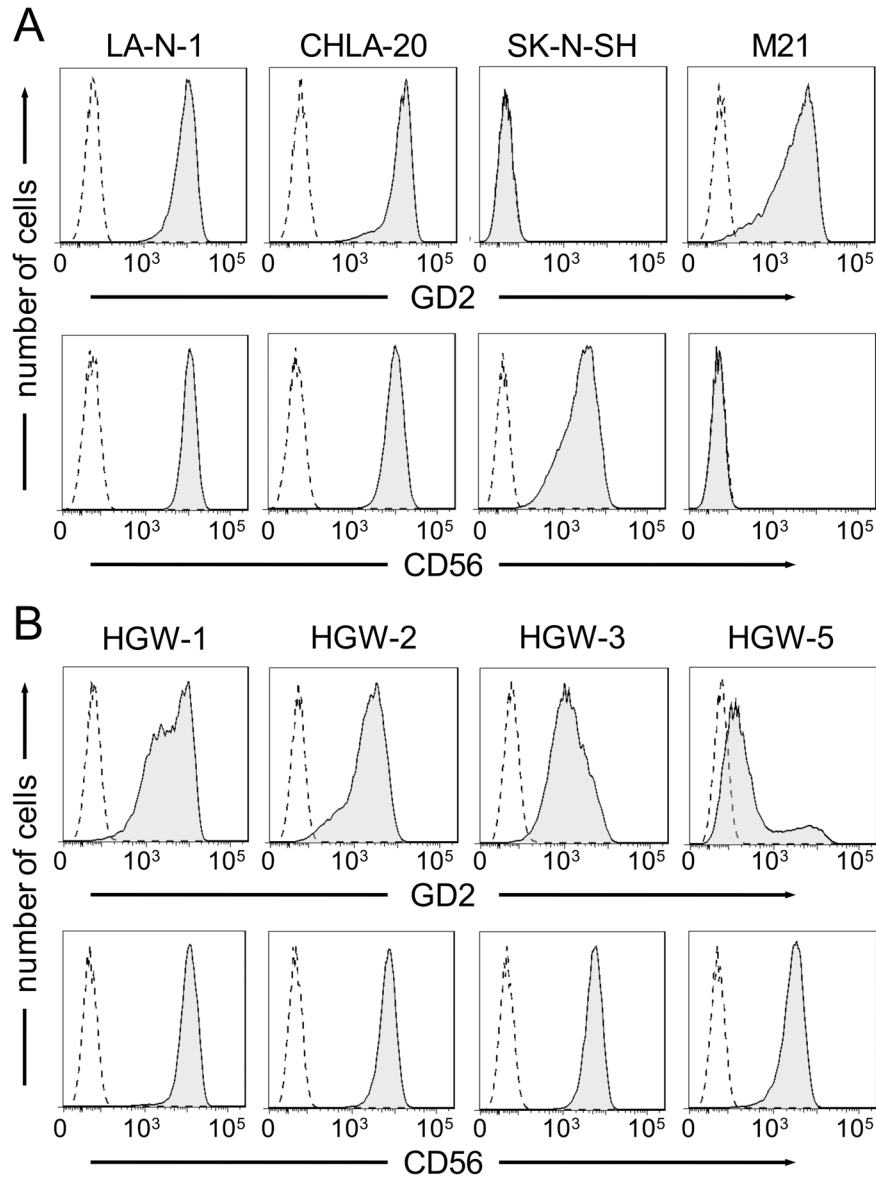 A
LA-N-1 CHLA-20 SK-N-SH M21
number of cells
0 10³ 10⁵ 0 10³ 10⁵ 0 10³ 10⁵ 0 10³ 10⁵
GD2
0 10³ 10⁵ 0 10³ 10⁵ 0 10³ 10⁵ 0 10³ 10⁵
CD56
B
HGW-1 HGW-2 HGW-3 HGW-5
number of cells
0 10³ 10⁵ 0 10³ 10⁵ 0 10³ 10⁵ 0 10³ 10⁵
GD2
0 10³ 10⁵ 0 10³ 10⁵ 0 10³ 10⁵ 0 10³ 10⁵
CD56